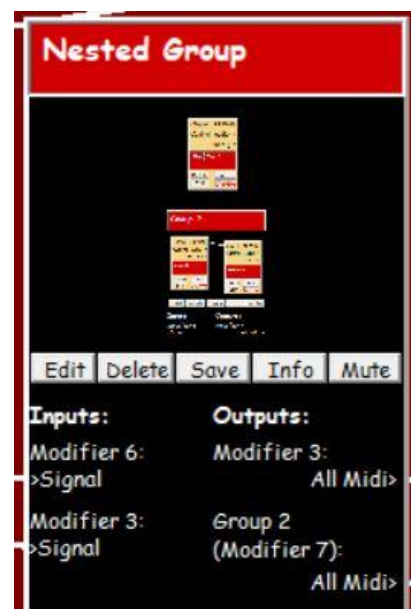 Nested Group
Group 2
Edit Delete Save Info Mute
Inputs: Outputs:
Modifier 6: Modifier 3:
>Signal All Midi>
Modifier 3: Group 2
>Signal (Modifier 7):
All Midi>